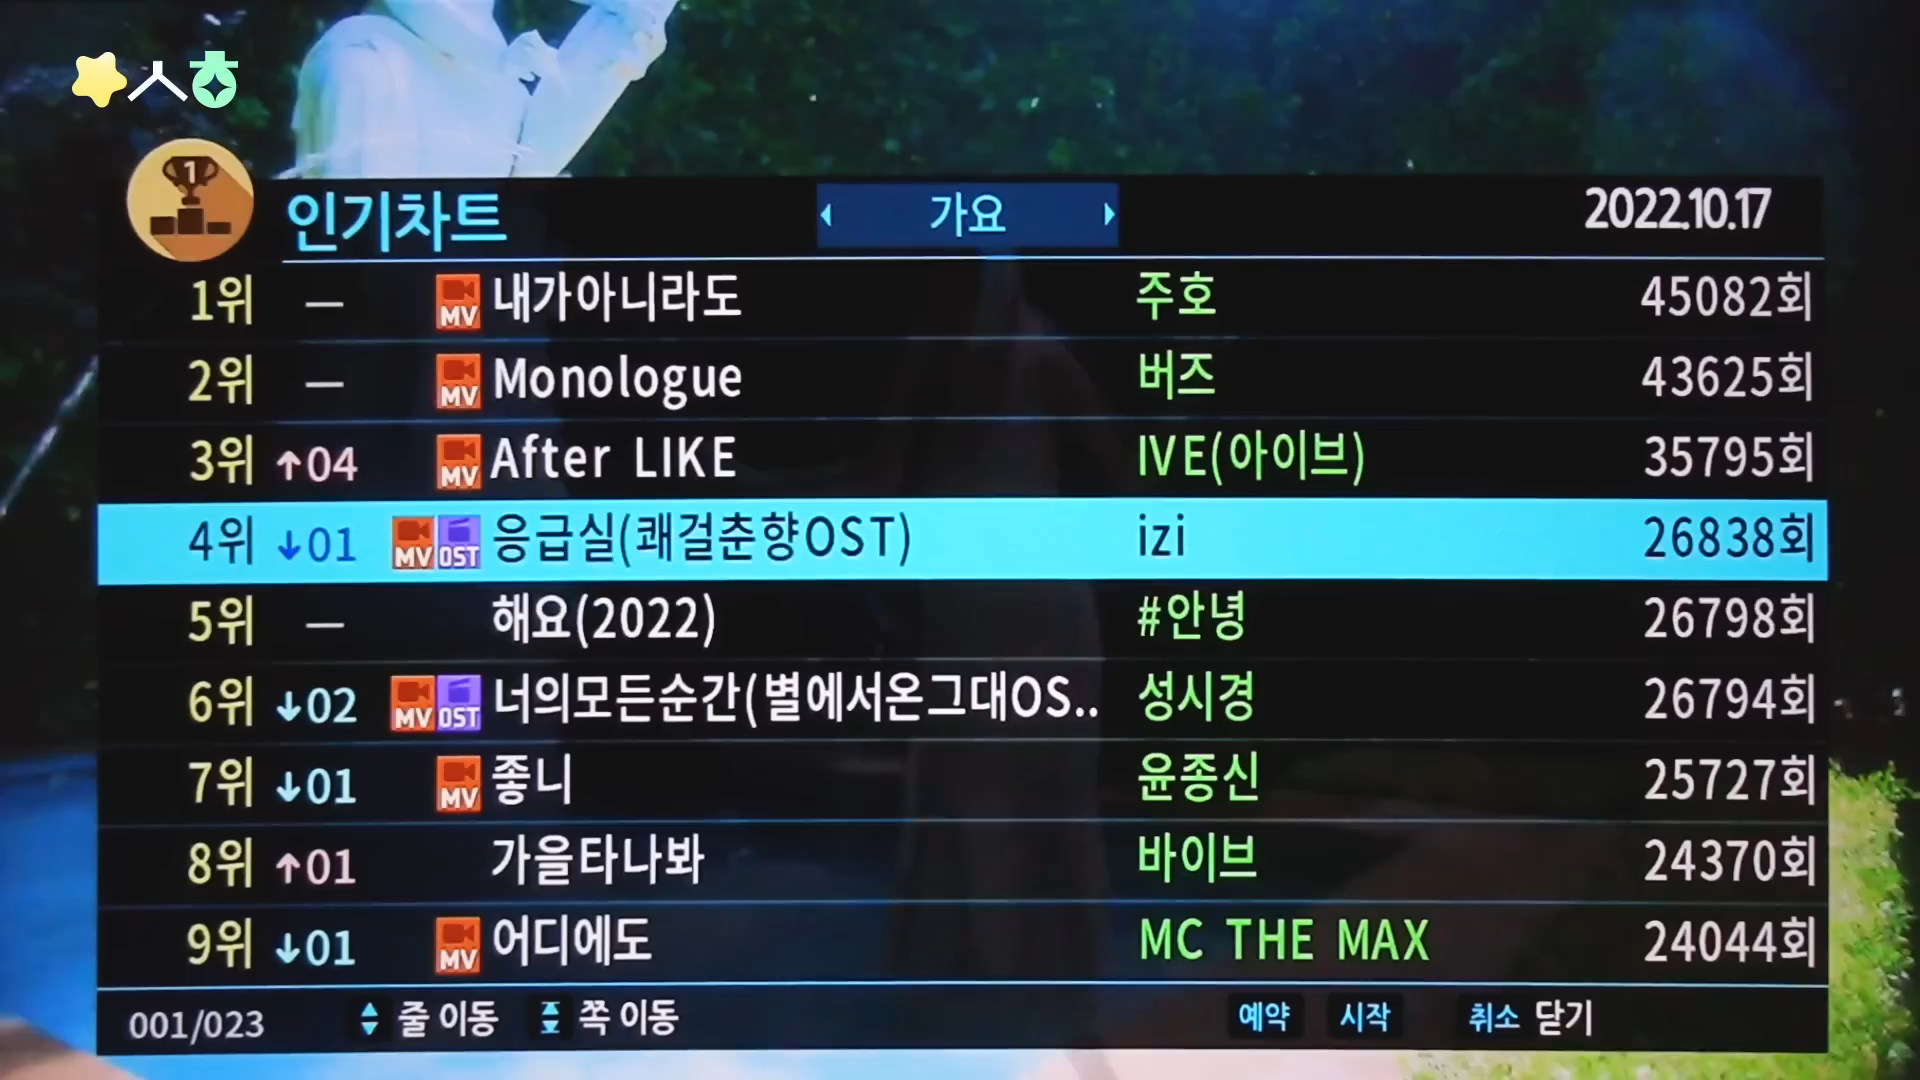 인기차트 가요 2022.10.17
1위 — MV 내가아니라도 주호 45082회
2위 — MV Monologue 버즈 43625회
3위 ↑04 MV After LIKE IVE(아이브) 35795회
4위 ↓01 MV OST 응급실(쾌걸춘향OST) izi 26838회
5위 — 해요(2022) #안녕 26798회
6위 ↓02 MV OST 너의모든순간(별에서온그대OS.. 성시경 26794회
7위 ↓01 MV 좋니 윤종신 25727회
8위 ↑01 가을타나봐 바이브 24370회
9위 ↓01 MV 어디에도 MC THE MAX 24044회
001/023 줄 이동 쪽 이동 예약 시작 취소 닫기